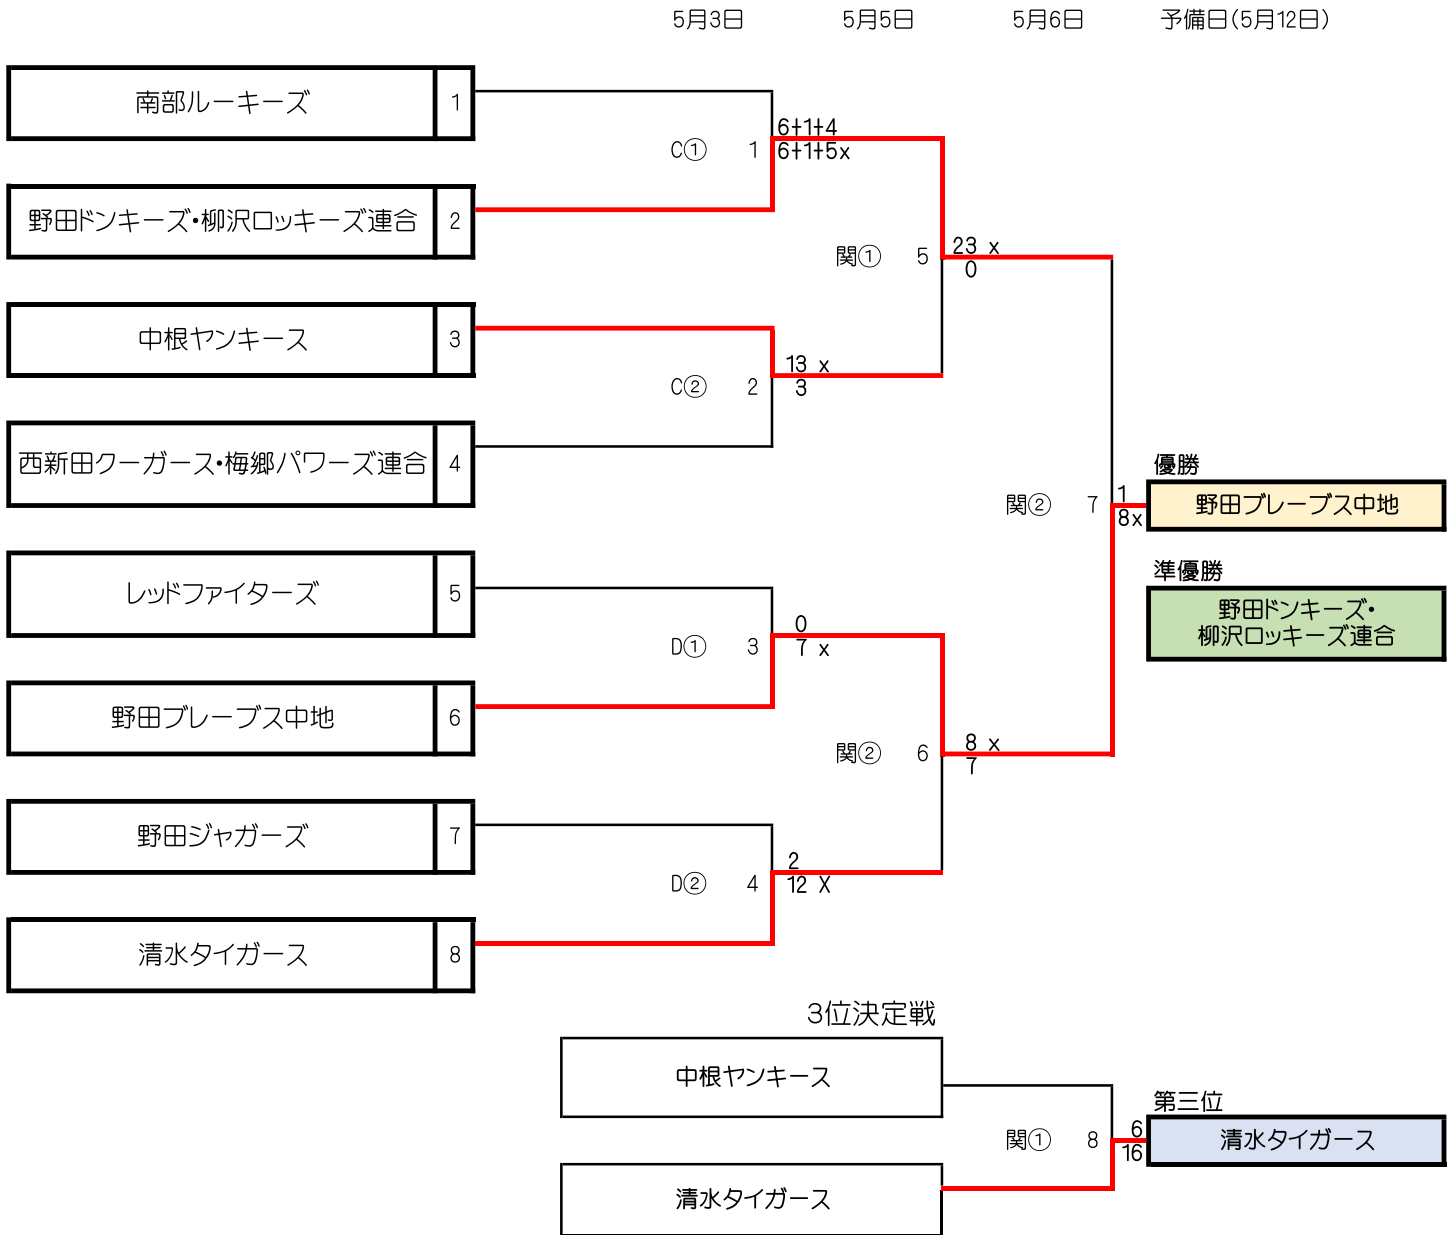 5月3日 5月5日 5月6日 予備日(5月12日)
南部ルーキーズ 1
6+1+4
C① 1 6+1+5x
野田ドンキーズ・柳沢ロッキーズ連合 2
関① 5 23 x
0
中根ヤンキース 3
13 x
C② 2 3
西新田クーガース・梅郷パワーズ連合 4
優勝
関② 7 1 野田ブレーブス中地
8x
準優勝
レッドファイターズ 5
野田ドンキーズ・
柳沢ロッキーズ連合
0
D① 3 7 x
野田ブレーブス中地 6
関② 6 8 x
7
野田ジャガーズ 7
2
D② 4 12 X
清水タイガース 8
3位決定戦
中根ヤンキース
第三位
関① 8 6 清水タイガース
16
清水タイガース